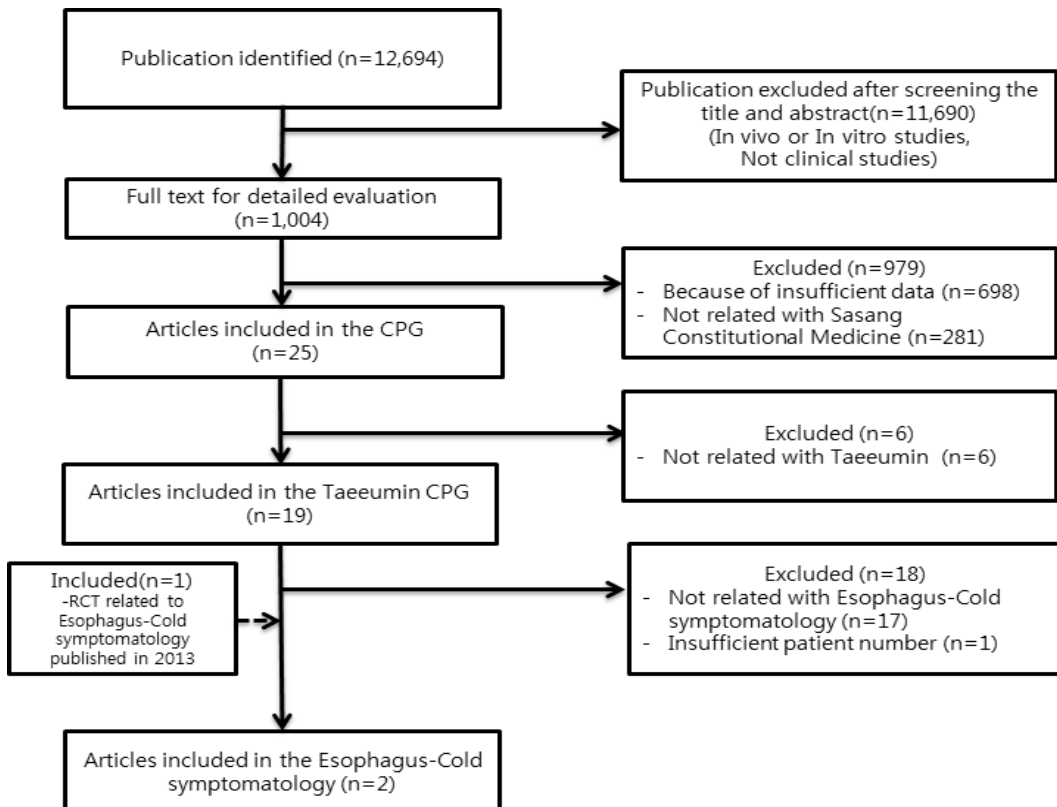 Publication identified (n=12,694)
Publication excluded after screening the
title and abstract(n=11,690)
(In vivo or In vitro studies,
Not clinical studies)
Full text for detailed evaluation
(n=1,004)
Excluded (n=979)
- Because of insufficient data (n=698)
- Not related with Sasang
Constitutional Medicine (n=281)
Articles included in the CPG
(n=25)
Excluded (n=6)
- Not related with Taeeumin (n=6)
Articles included in the Taeeumin CPG
(n=19)
Included(n=1)
-RCT related to
Esophagus-Cold
symptomatology
published in 2013
Excluded (n=18)
- Not related with Esophagus-Cold
symptomatology (n=17)
- Insufficient patient number (n=1)
Articles included in the Esophagus-Cold
symptomatology (n=2)